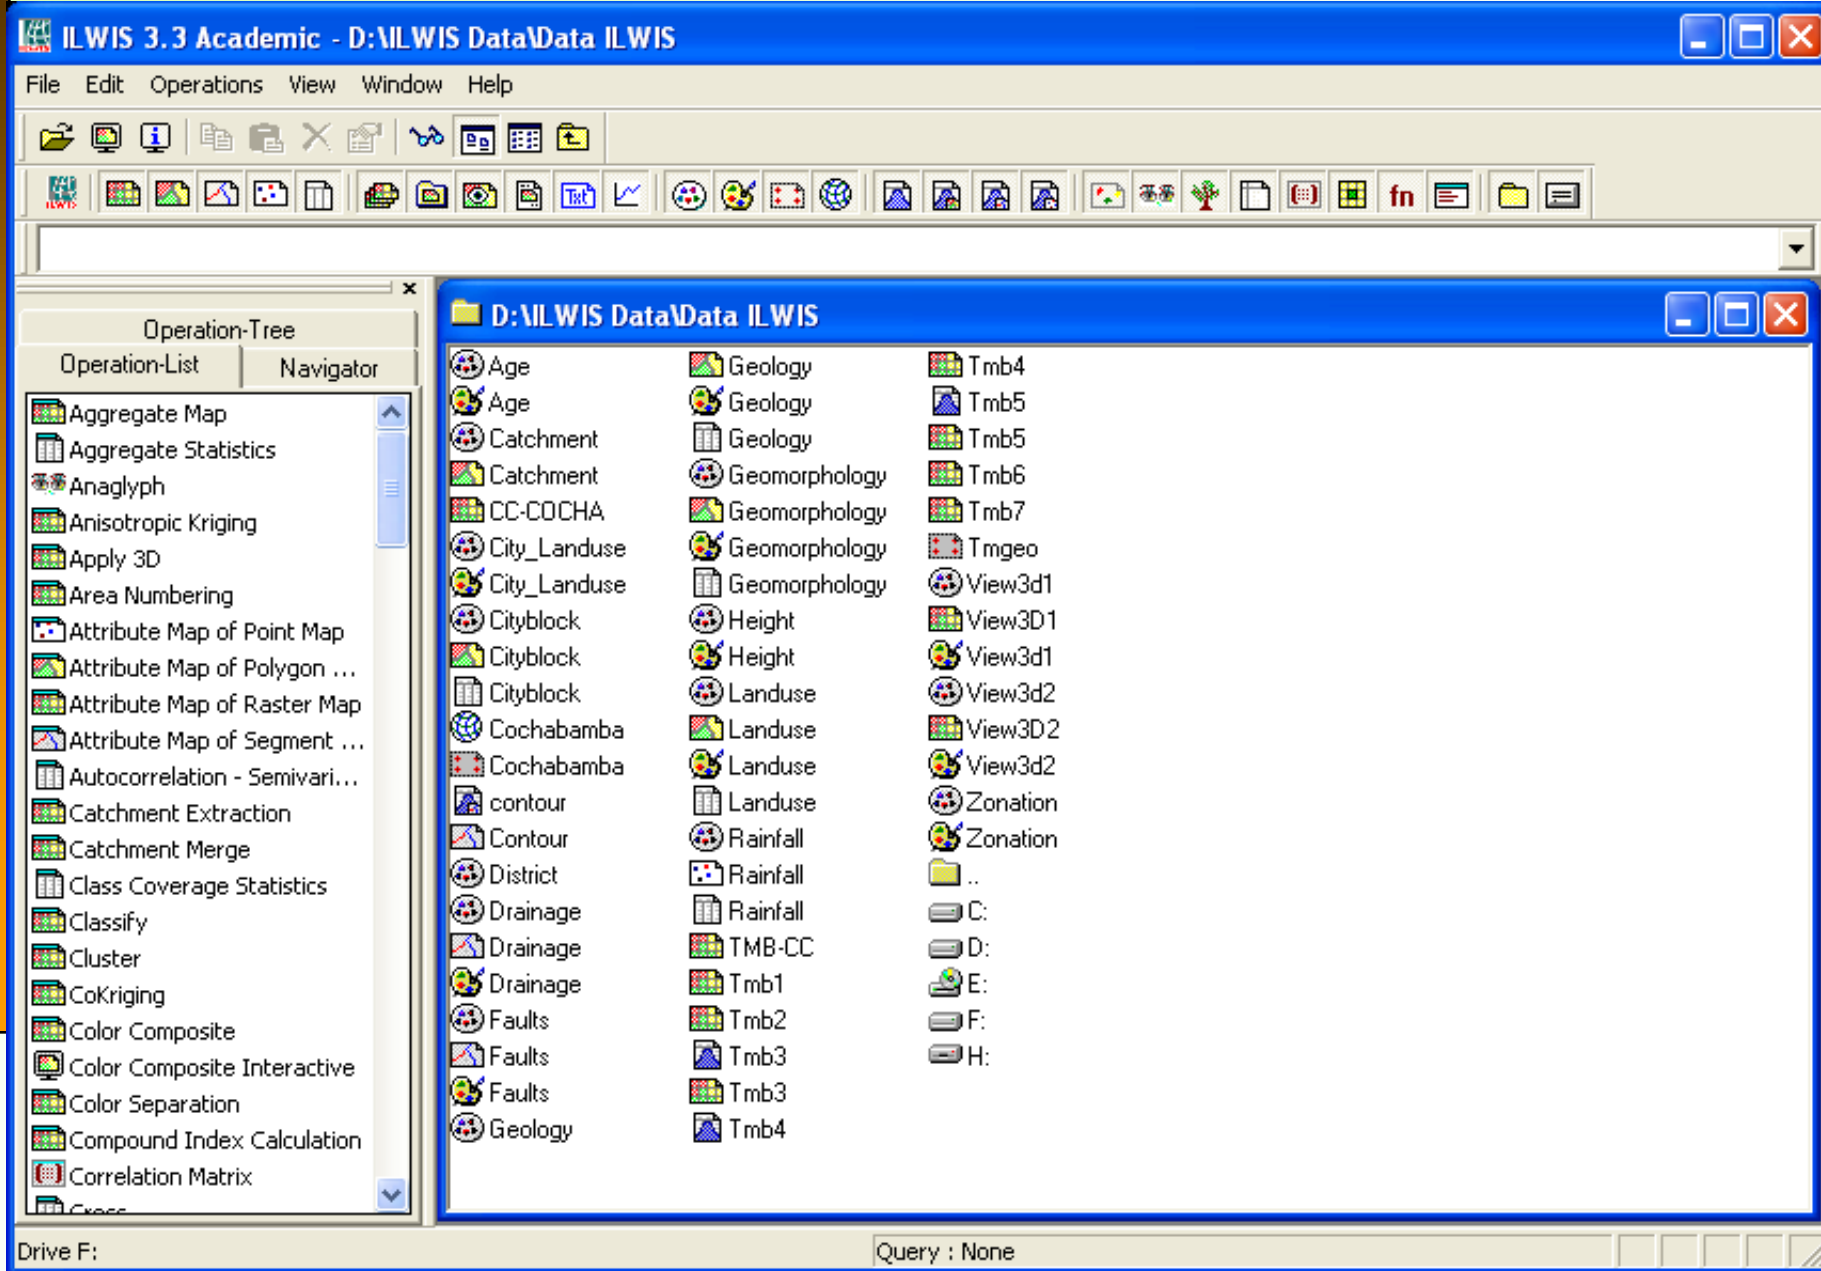 ILWIS 3.3 Academic - D:\ILWIS Data\Data ILWIS
File Edit Operations View Window Help
ILWIS Txt fn
Operation-Tree
Operation-List Navigator
Aggregate Map
Aggregate Statistics
Anaglyph
Anisotropic Kriging
Apply 3D
Area Numbering
Attribute Map of Point Map
Attribute Map of Polygon ...
Attribute Map of Raster Map
Attribute Map of Segment ...
Autocorrelation - Semivari...
Catchment Extraction
Catchment Merge
Class Coverage Statistics
Classify
Cluster
CoKriging
Color Composite
Color Composite Interactive
Color Separation
Compound Index Calculation
Correlation Matrix
Cross
D:\ILWIS Data\Data ILWIS
Age
Age
Catchment
Catchment
CC-COCHA
City_Landuse
City_Landuse
Cityblock
Cityblock
Cityblock
Cochabamba
Cochabamba
contour
Contour
District
Drainage
Drainage
Drainage
Faults
Faults
Faults
Geology
Geology
Geology
Geology
Geomorphology
Geomorphology
Geomorphology
Geomorphology
Height
Height
Landuse
Landuse
Landuse
Landuse
Rainfall
Rainfall
Rainfall
TMB-CC
Tmb1
Tmb2
Tmb3
Tmb3
Tmb4
Tmb4
Tmb5
Tmb5
Tmb6
Tmb7
Tmgeo
View3d1
View3D1
View3d1
View3d2
View3D2
View3d2
Zonation
Zonation
..
C:
D:
E:
F:
H:
Drive F:
Query : None